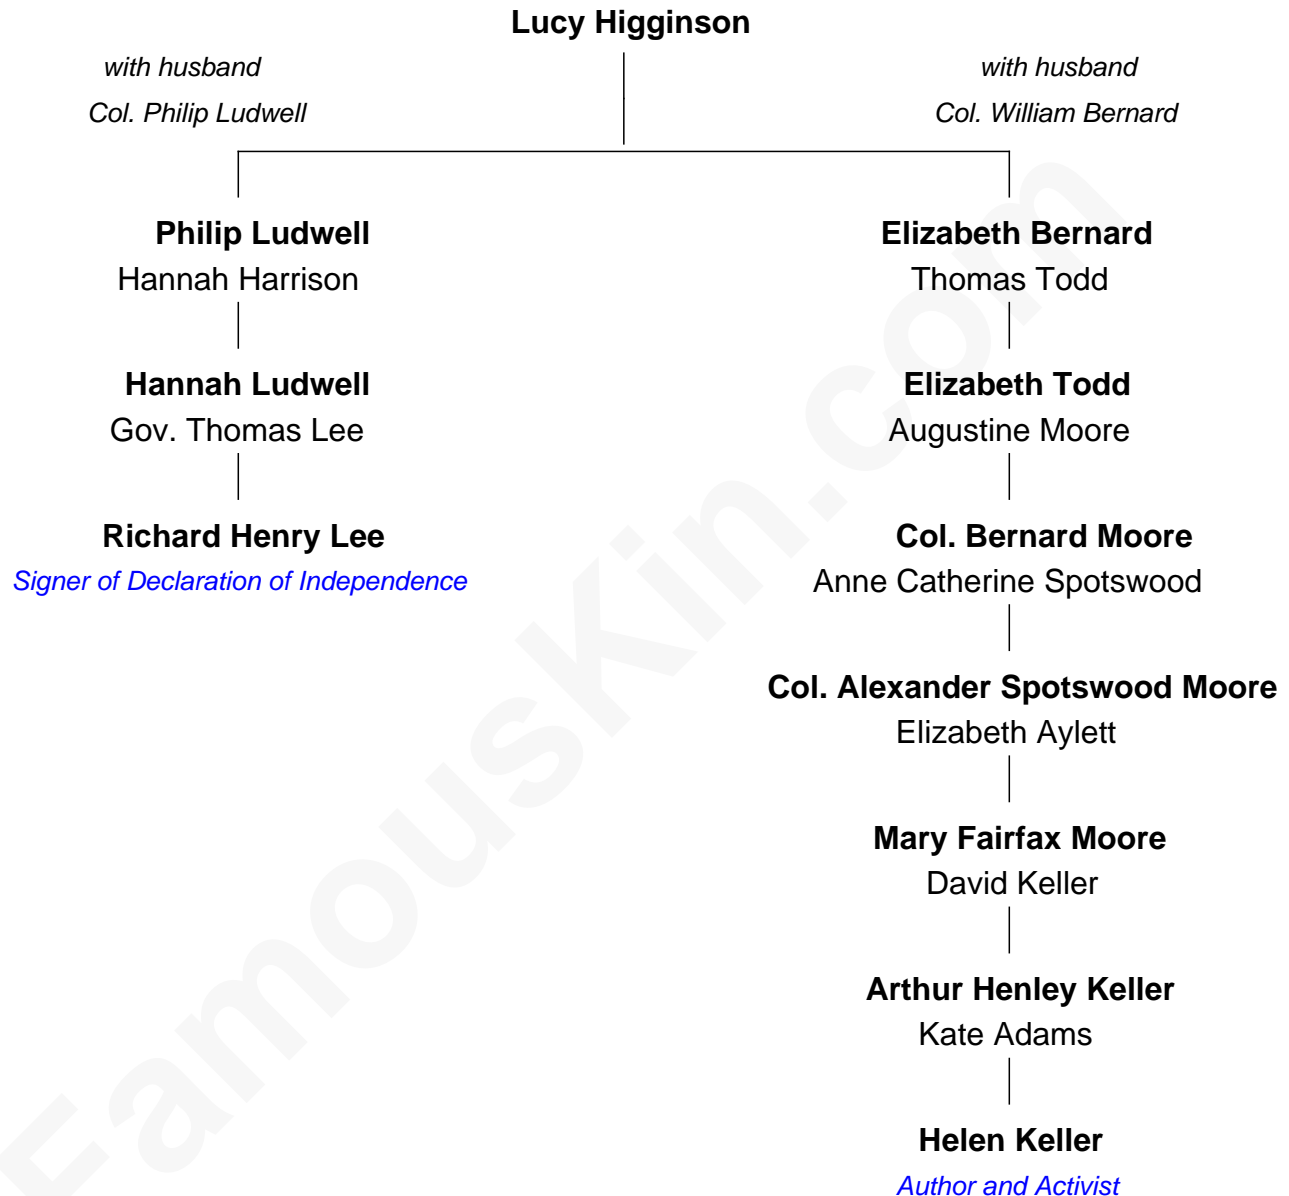 Lucy Higginson
with husband
Col. Philip Ludwell
with husband
Col. William Bernard
Philip Ludwell
Hannah Harrison
Elizabeth Bernard
Thomas Todd
Hannah Ludwell
Gov. Thomas Lee
Elizabeth Todd
Augustine Moore
Richard Henry Lee
Signer of Declaration of Independence
Col. Bernard Moore
Anne Catherine Spotswood
Col. Alexander Spotswood Moore
Elizabeth Aylett
Mary Fairfax Moore
David Keller
Arthur Henley Keller
Kate Adams
Helen Keller
Author and Activist
FamousKin.com